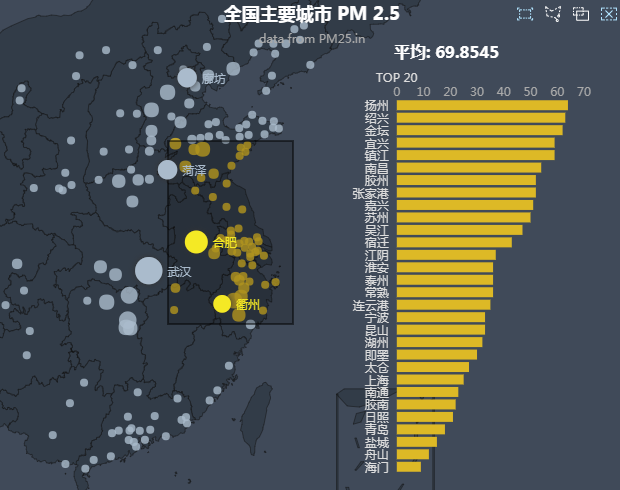 全国主要城市 PM 2.5
data from PM25.in
平均: 69.8545
TOP 20
0 10 20 30 40 50 60 70
扬州
绍兴
金坛
宜兴
镇江
南昌
胶州
张家港
嘉兴
苏州
吴江
宿迁
江阴
淮安
泰州
常熟
连云港
宁波
昆山
湖州
即墨
太仓
上海
南通
胶南
日照
青岛
盐城
舟山
海门
廊坊
菏泽
合肥
武汉
衢州